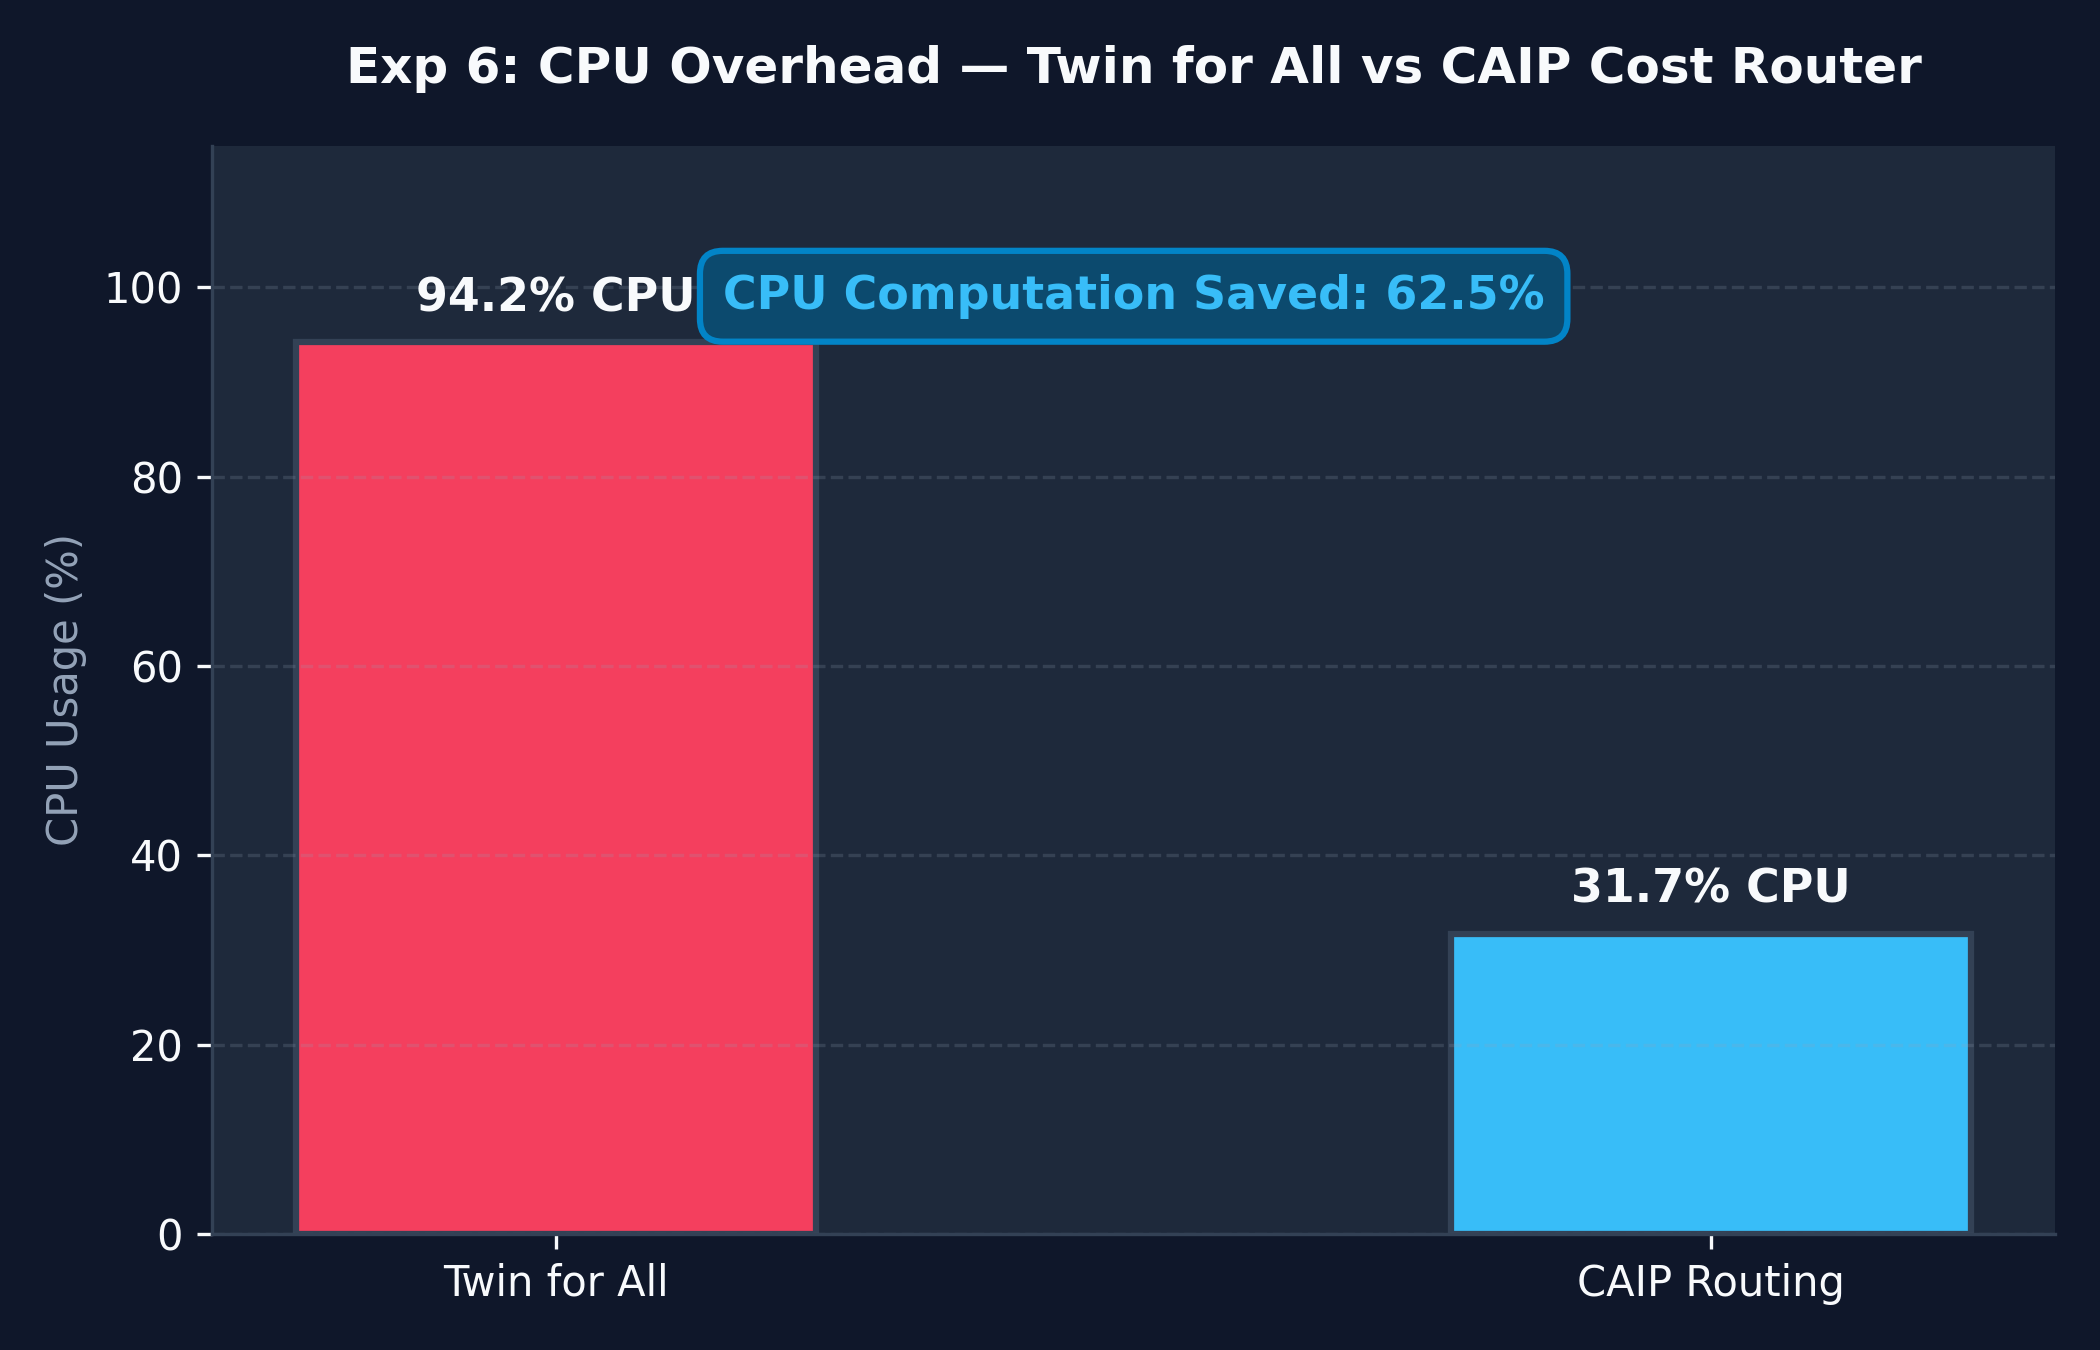 Exp 6: CPU Overhead — Twin for All vs CAIP Cost Router
CPU Usage (%)
100
80
60
40
20
0
94.2% CPU
CPU Computation Saved: 62.5%
31.7% CPU
Twin for All
CAIP Routing